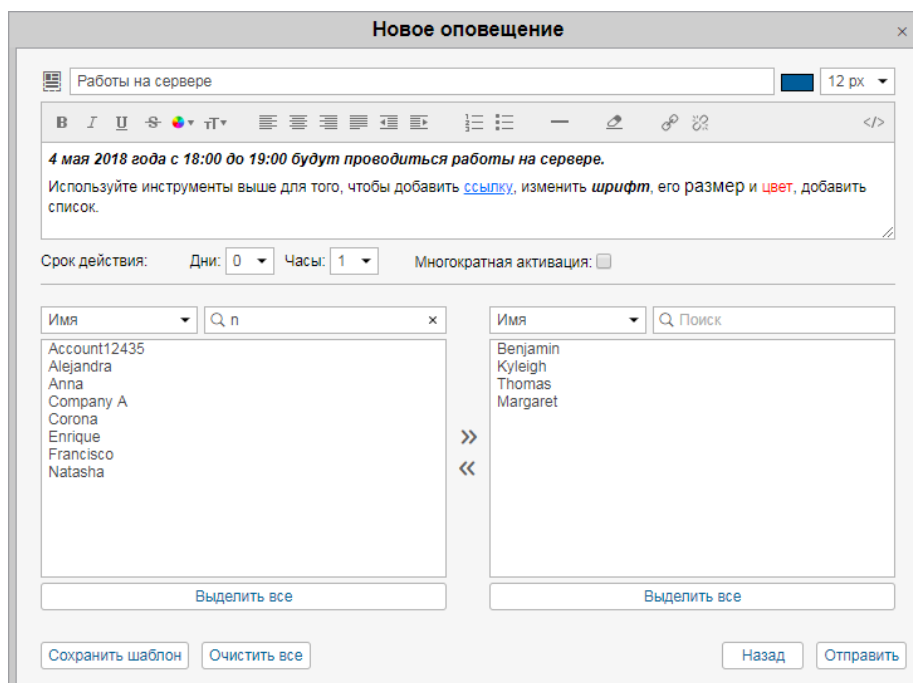 Новое оповещение ×
Работы на сервере 12 px
B I U S тT </>
4 мая 2018 года с 18:00 до 19:00 будут проводиться работы на сервере.
Используйте инструменты выше для того, чтобы добавить ссылку, изменить шрифт, его размер и цвет, добавить
список.
Срок действия: Дни: 0 Часы: 1 Многократная активация:
Имя n × Имя Поиск
Account12435
Alejandra
Anna
Company A
Corona
Enrique
Francisco
Natasha
Benjamin
Kyleigh
Thomas
Margaret
» 
«
Выделить все Выделить все
Сохранить шаблон Очистить все Назад Отправить